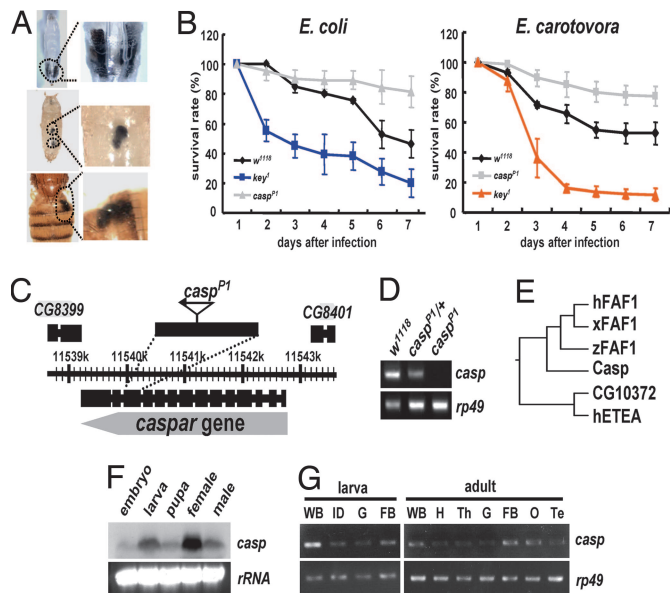 A
B
E. coli
E. carotovora
survival rate (%)
100
80
60
40
20
w1118
key1
caspP1
1 2 3 4 5 6 7
days after infection
survival rate (%)
100
80
60
40
20
0
w1118
caspP1
key1
1 2 3 4 5 6 7
days after infection
C
caspP1
CG8399
CG8401
11539k 11540k 11541k 11542k 11543k
caspar gene
D
w1118 caspP1/+ caspP1
casp
rp49
E
hFAF1
xFAF1
zFAF1
Casp
CG10372
hETEA
F
embryo larva pupa female male
casp
rRNA
G
larva adult
WB ID G FB WB H Th G FB O Te
casp
rp49